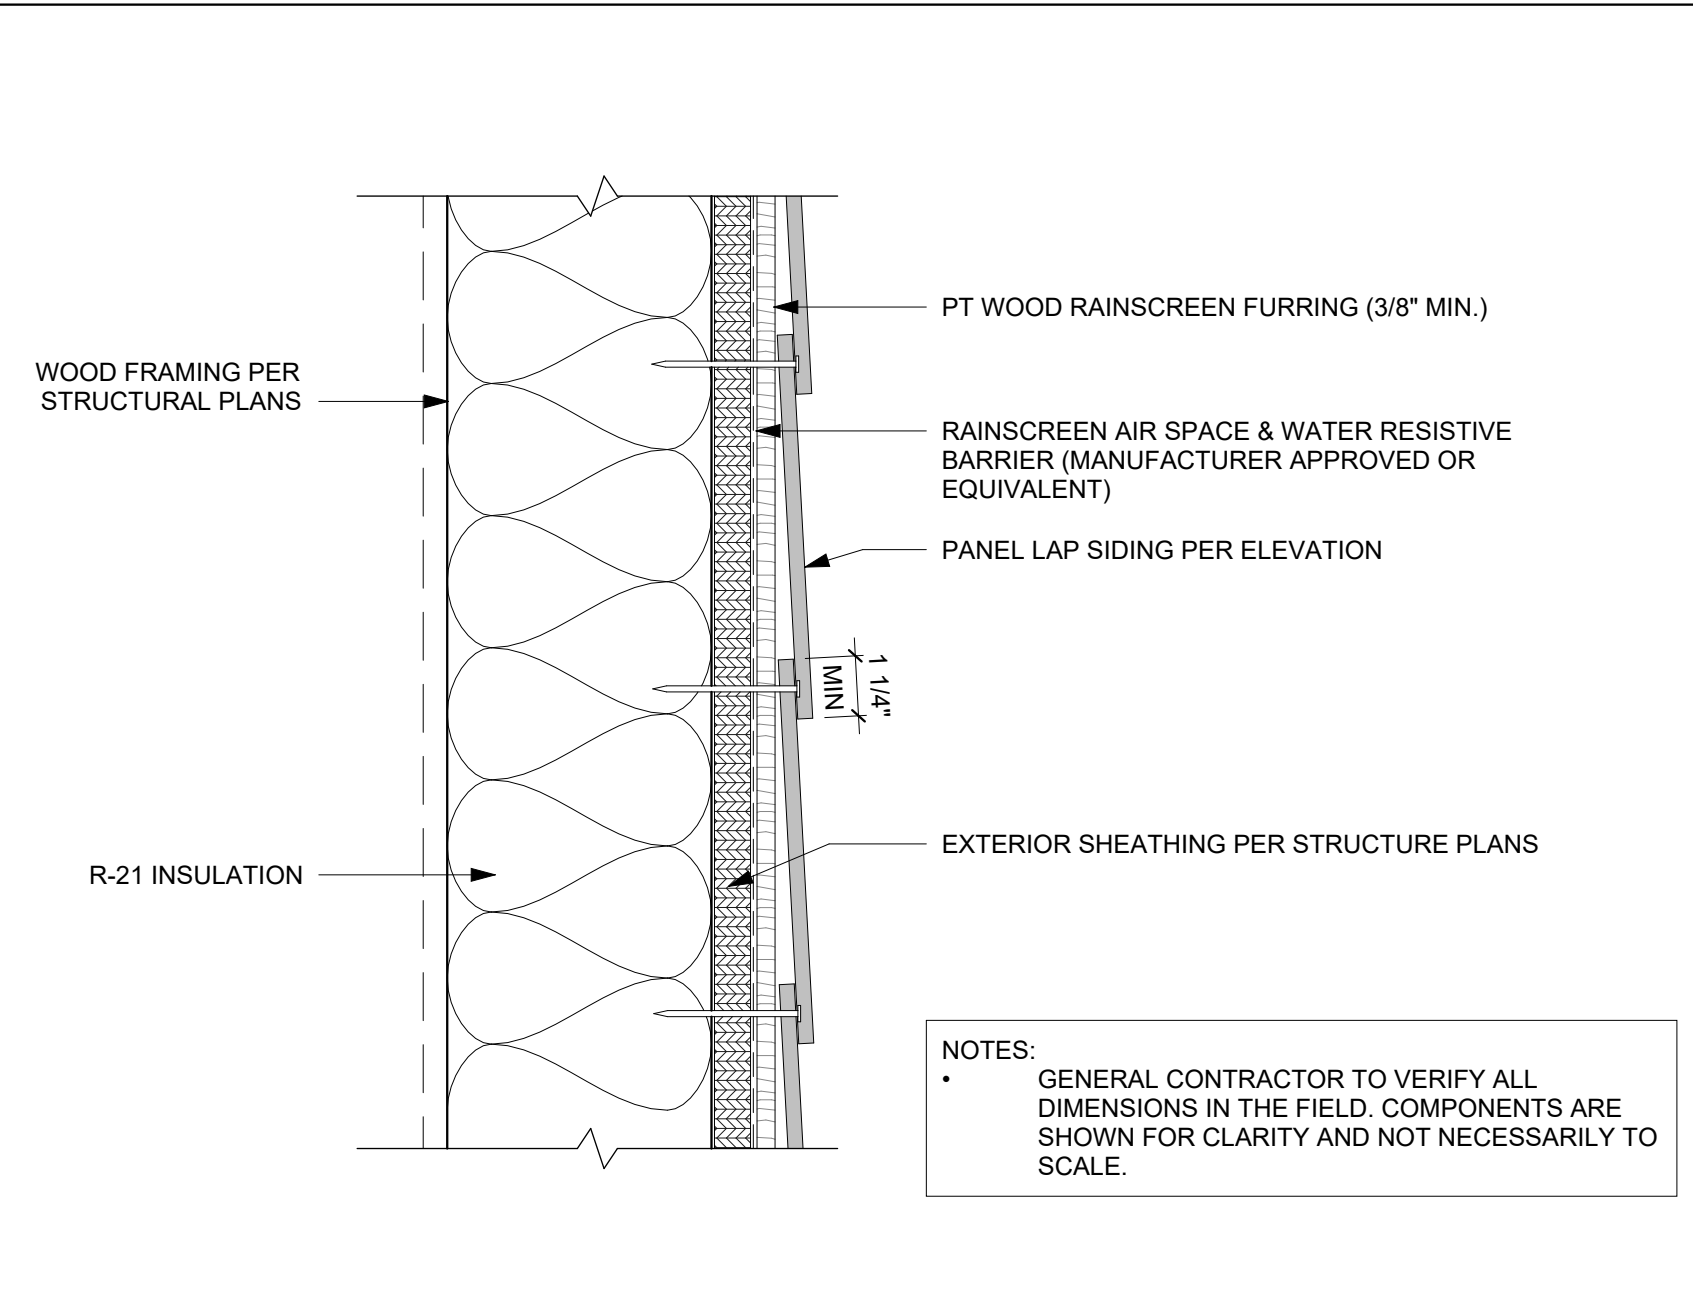 PT WOOD RAINSCREEN FURRING (3/8" MIN.)
WOOD FRAMING PER
STRUCTURAL PLANS
RAINSCREEN AIR SPACE & WATER RESISTIVE
BARRIER (MANUFACTURER APPROVED OR
EQUIVALENT)
PANEL LAP SIDING PER ELEVATION
1 1/4"
MIN
EXTERIOR SHEATHING PER STRUCTURE PLANS
R-21 INSULATION
NOTES:
• GENERAL CONTRACTOR TO VERIFY ALL
DIMENSIONS IN THE FIELD. COMPONENTS ARE
SHOWN FOR CLARITY AND NOT NECESSARILY TO
SCALE.